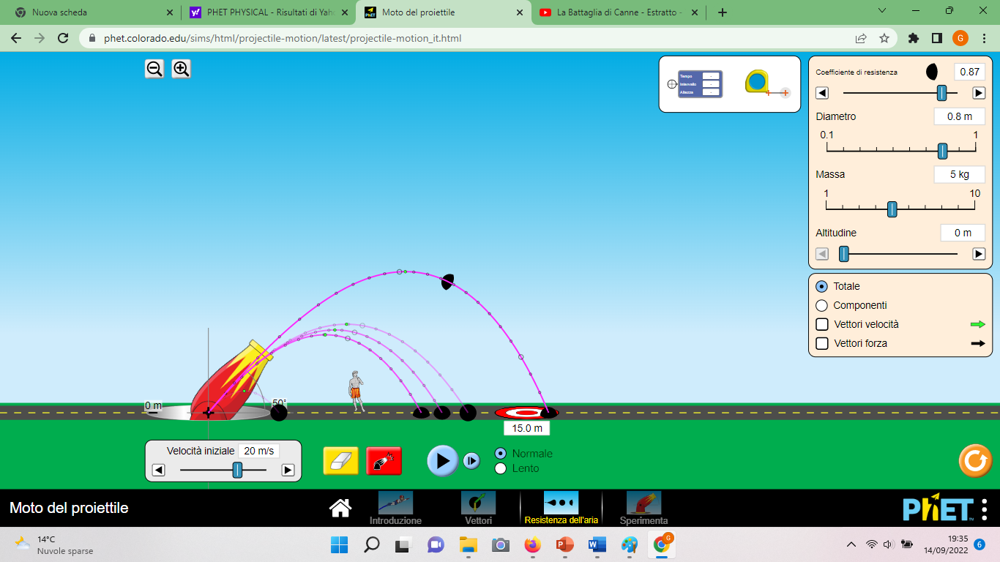 Nuova scheda
PHET PHYSICAL - Risultati di Yaho
Moto del proiettile
La Battaglia di Canne - Estratto -
phet.colorado.edu/sims/html/projectile-motion/latest/projectile-motion_it.html
G
Tempo
-
Intervallo
-
Altezza
-
Coefficiente di resistenza
0.87
Diametro
0.8 m
0.1
1
Massa
5 kg
1
10
Altitudine
0 m
Totale
Componenti
Vettori velocità
Vettori forza
0 m
50°
15.0 m
Velocità iniziale
20 m/s
Normale
Lento
Moto del proiettile
Introduzione
Vettori
Resistenza dell'aria
Sperimenta
PhET
14°C
Nuvole sparse
G
19:35
14/09/2022
6